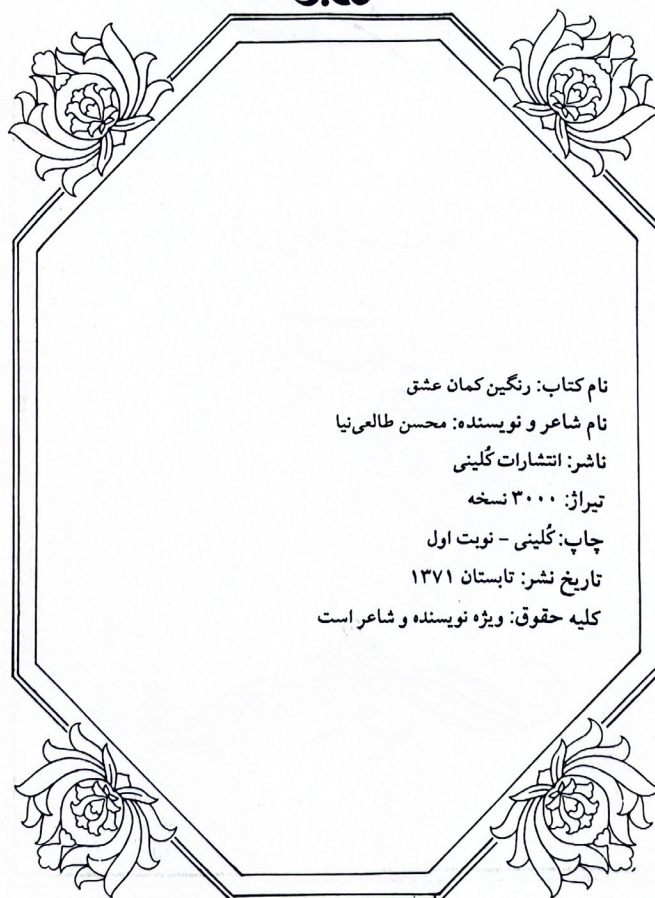 نام کتاب: رنگین کمان عشق
نام شاعر و نویسنده: محسن طالعی‌نیا
ناشر: انتشارات کُلینی
تیراژ: ۳۰۰۰ نسخه
چاپ: کُلینی - نوبت اول
تاریخ نشر: تابستان ۱۳۷۱
کلیه حقوق: ویژه نویسنده و شاعر است